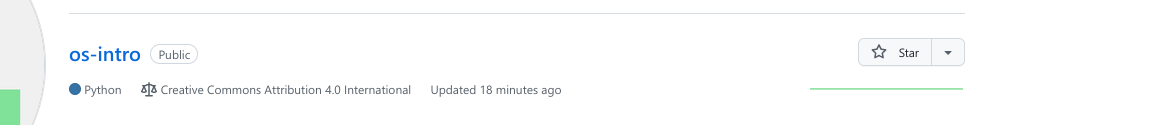 os-intro Public Star
Python Creative Commons Attribution 4.0 International Updated 18 minutes ago